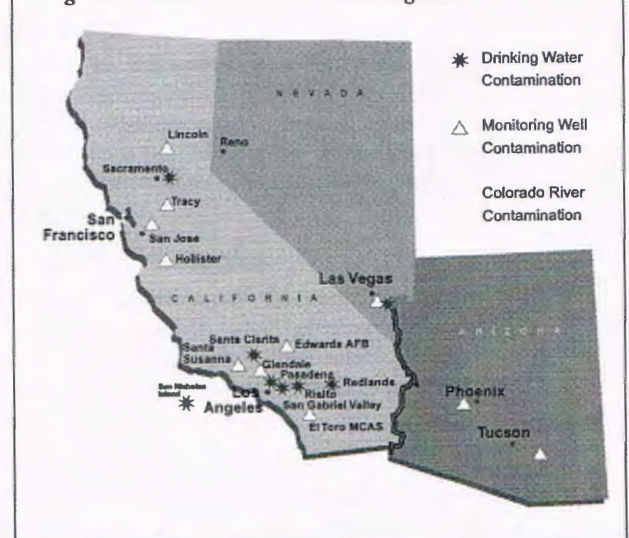 Drinking Water
Contamination
NEVADA
Monitoring Well
Contamination
Lincoln
Reno
Sacramento
Tracy
Colorado River
Contamination
San
Francisco
San Jose
Hollister
Las Vegas
CALIFORNIA
ARIZONA
Santa Clarita
Edwards AFB
Santa
Susanna
Glendale
Pasadena
Redlands
San Nicholas
Island
Los
Angeles
Rialto
San Gabriel Valley
El Toro MCAS
Phoenix
Tucson